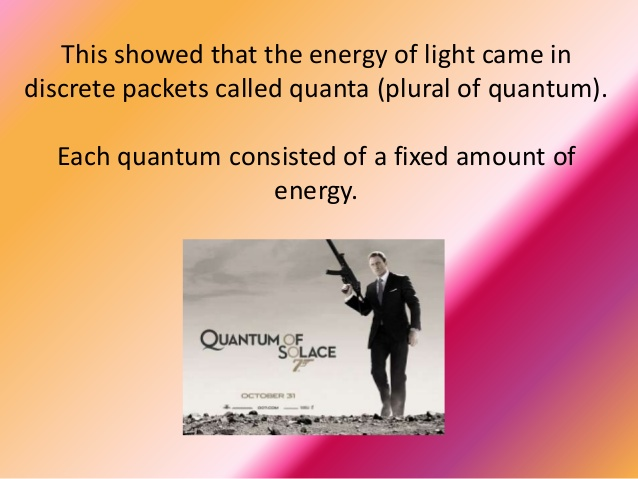 This showed that the energy of light came in
discrete packets called quanta (plural of quantum).
Each quantum consisted of a fixed amount of
energy.
QUANTUM OF
SOLACE
007
OCTOBER 31